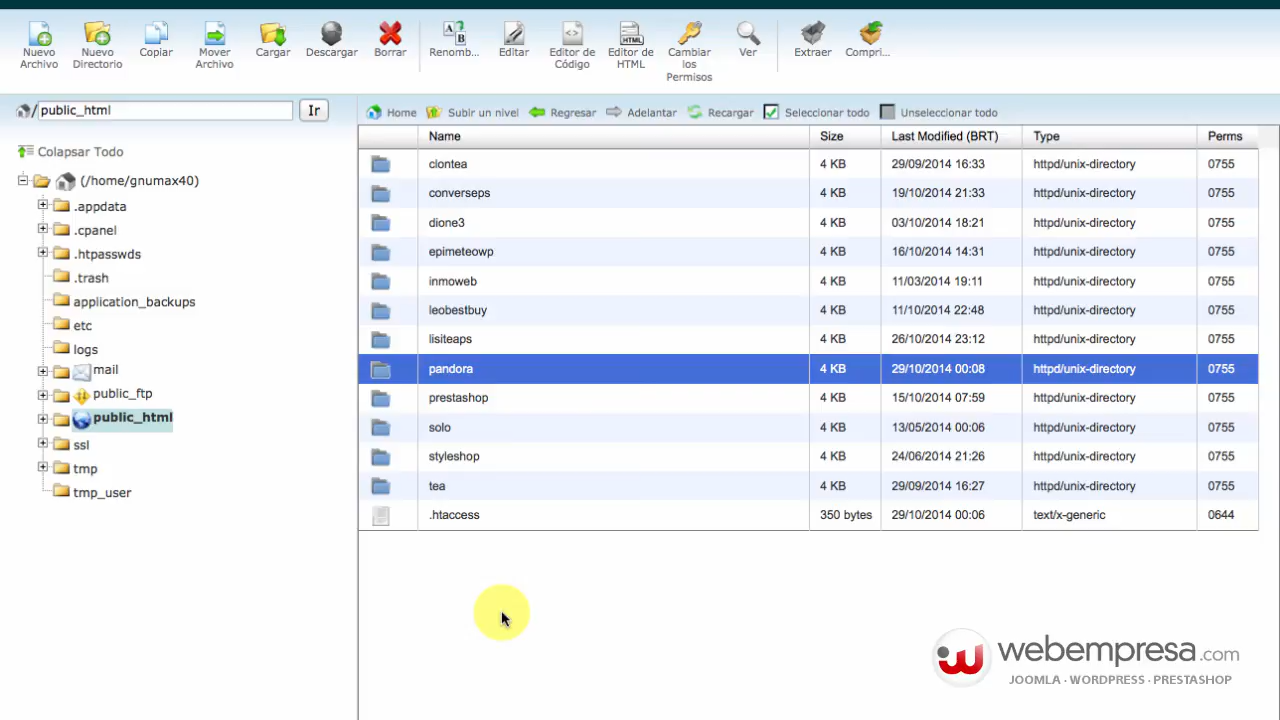 Nuevo Archivo
Nuevo Directorio
Copiar
Mover Archivo
Cargar
Descargar
Borrar
Renomb...
Editar
Editor de Código
Editor de HTML
Cambiar los Permisos
Ver
Extraer
Compri...
/ public_html Ir
Home Subir un nivel Regresar Adelantar Recargar Seleccionar todo Unseleccionar todo
Colapsar Todo
(/home/gnumax40)
.appdata
.cpanel
.htpasswds
.trash
application_backups
etc
logs
mail
public_ftp
public_html
ssl
tmp
tmp_user
Name Size Last Modified (BRT) Type Perms
clontea 4 KB 29/09/2014 16:33 httpd/unix-directory 0755
converseps 4 KB 19/10/2014 21:33 httpd/unix-directory 0755
dione3 4 KB 03/10/2014 18:21 httpd/unix-directory 0755
epimeteowp 4 KB 16/10/2014 14:31 httpd/unix-directory 0755
inmoweb 4 KB 11/03/2014 19:11 httpd/unix-directory 0755
leobestbuy 4 KB 11/10/2014 22:48 httpd/unix-directory 0755
lisiteaps 4 KB 26/10/2014 23:12 httpd/unix-directory 0755
pandora 4 KB 29/10/2014 00:08 httpd/unix-directory 0755
prestashop 4 KB 15/10/2014 07:59 httpd/unix-directory 0755
solo 4 KB 13/05/2014 00:06 httpd/unix-directory 0755
styleshop 4 KB 24/06/2014 21:26 httpd/unix-directory 0755
tea 4 KB 29/09/2014 16:27 httpd/unix-directory 0755
.htaccess 350 bytes 29/10/2014 00:06 text/x-generic 0644
webempresa.com
JOOMLA · WORDPRESS · PRESTASHOP